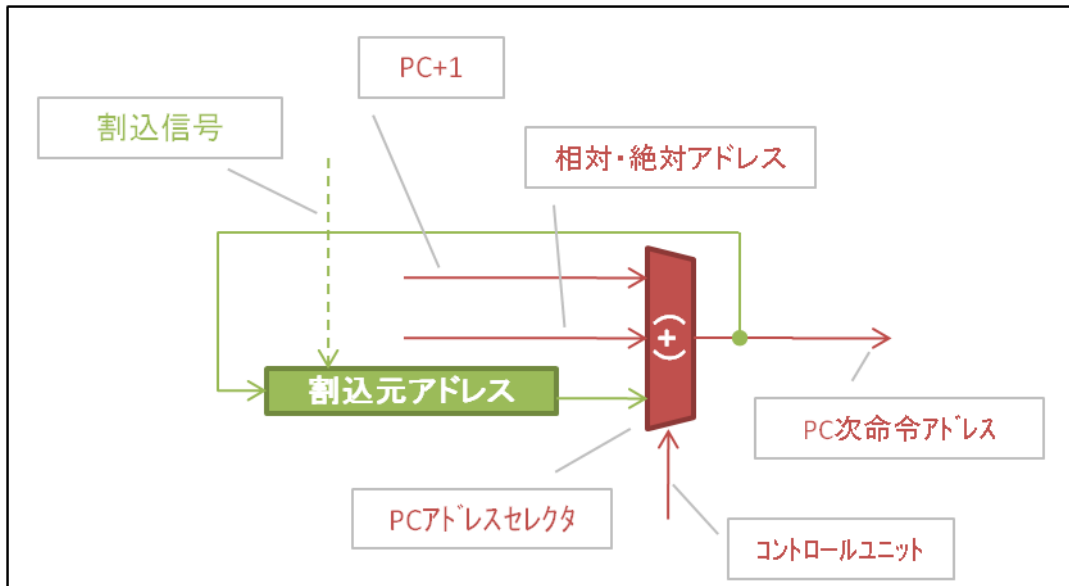 PC+1
割込信号
相対・絶対アドレス
(+)
割込元アドレス
PC次命令アドレス
PCアドレスセレクタ
コントロールユニット